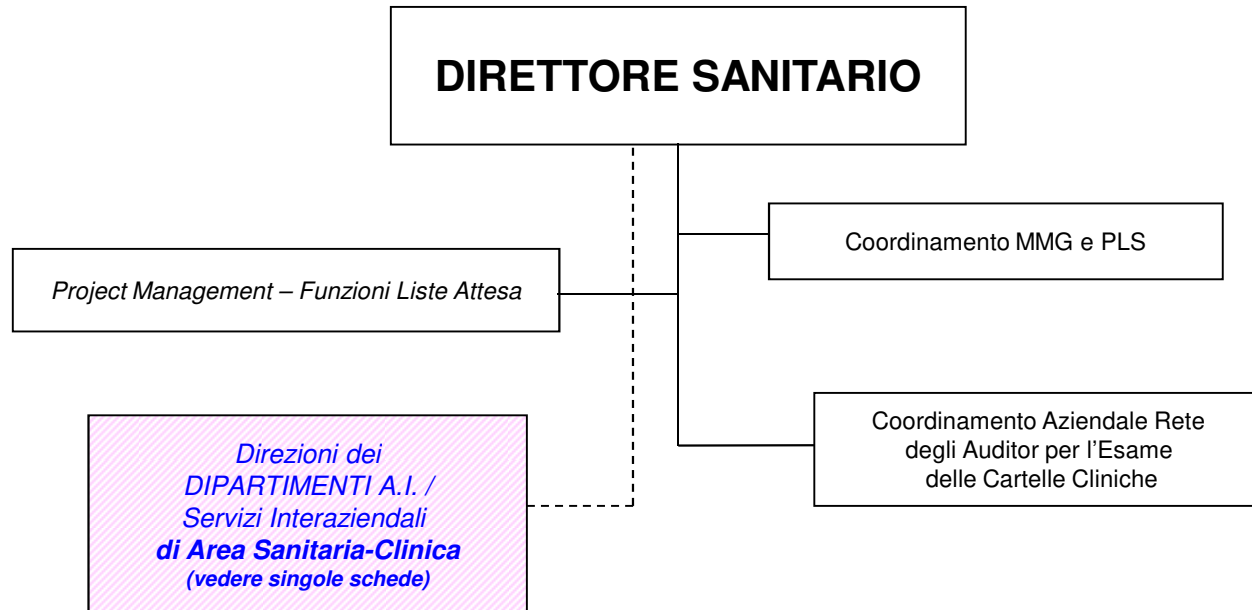 DIRETTORE SANITARIO
Coordinamento MMG e PLS
Project Management – Funzioni Liste Attesa
Coordinamento Aziendale Rete
degli Auditor per l’Esame
delle Cartelle Cliniche
Direzioni dei
DIPARTIMENTI A.I. /
Servizi Interaziendali
di Area Sanitaria-Clinica
(vedere singole schede)